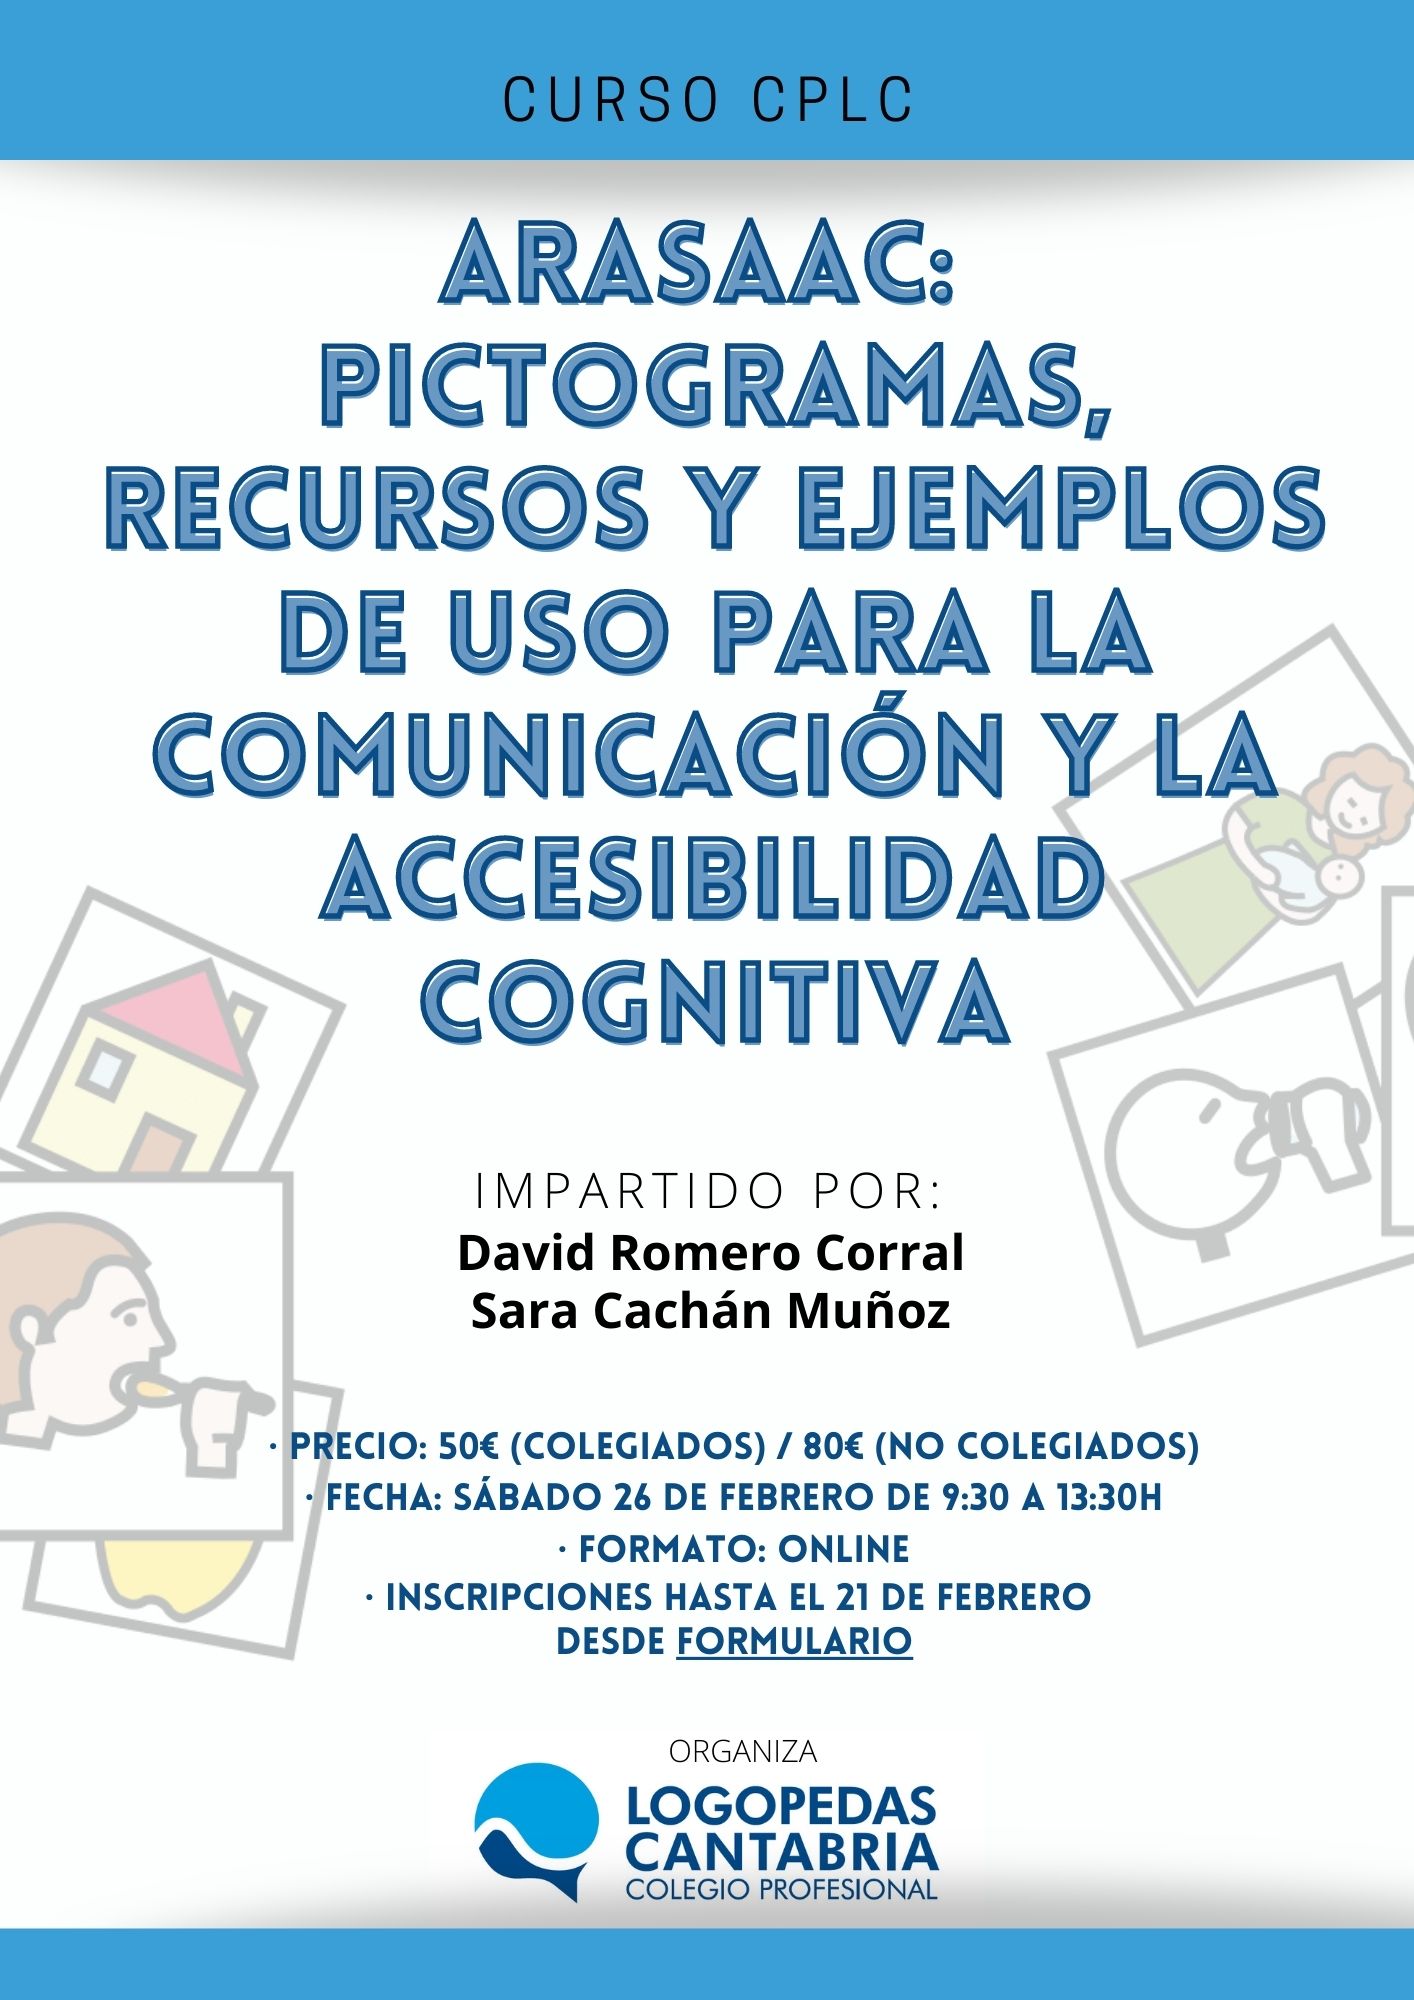 CURSO CPLC
ARASAAC:
PICTOGRAMAS,
RECURSOS Y EJEMPLOS
DE USO PARA LA
COMUNICACIÓN Y LA
ACCESIBILIDAD
COGNITIVA
IMPARTIDO POR:
David Romero Corral
Sara Cachán Muñoz
· PRECIO: 50€ (COLEGIADOS) / 80€ (NO COLEGIADOS)
· FECHA: SÁBADO 26 DE FEBRERO DE 9:30 A 13:30H
· FORMATO: ONLINE
· INSCRIPCIONES HASTA EL 21 DE FEBRERO
DESDE FORMULARIO
ORGANIZA
LOGOPEDAS
CANTABRIA
COLEGIO PROFESIONAL